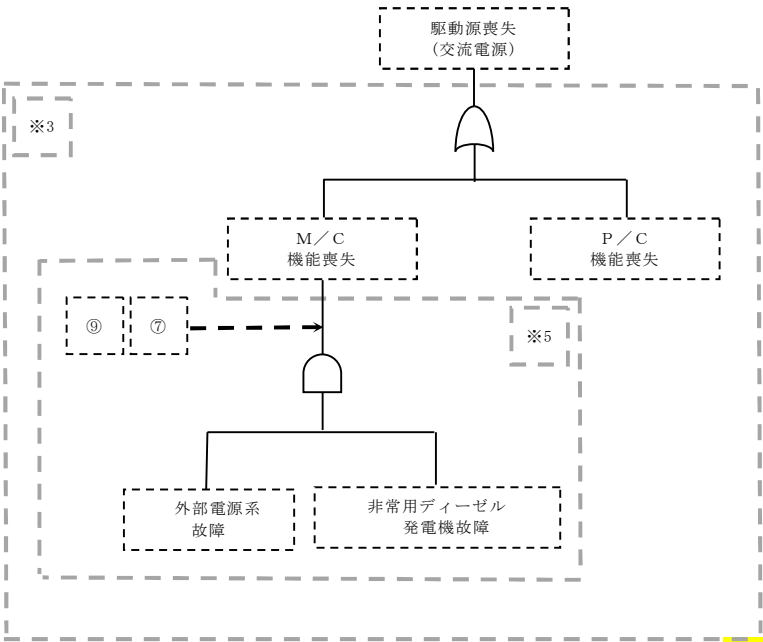 駆動源喪失
（交流電源）
※3
Ｍ／Ｃ
機能喪失
Ｐ／Ｃ
機能喪失
⑨
⑦
※5
外部電源系
故障
非常用ディーゼル
発電機故障